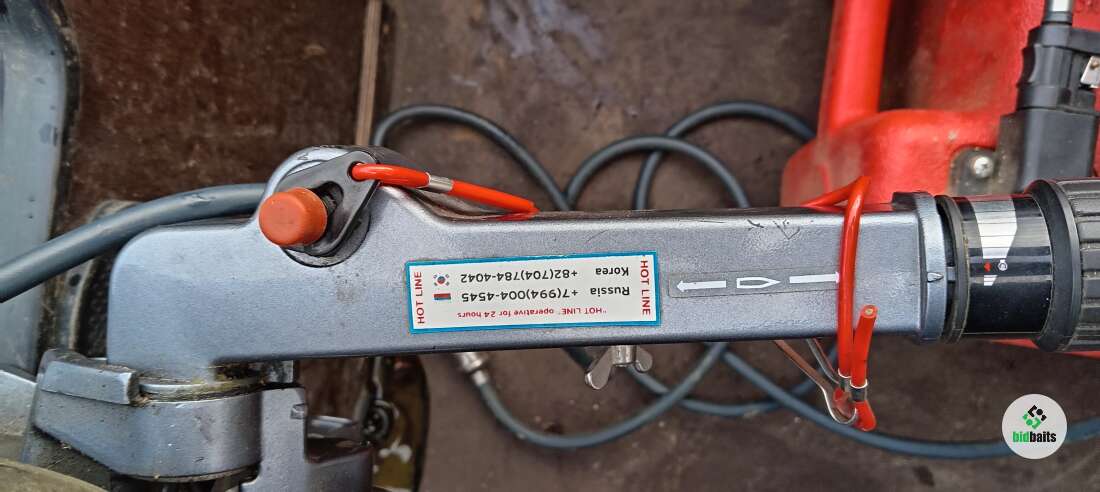 HOT LINE
"HOT LINE" operative for 24 hours
Russia +7(994)004-4545
Korea +82(704)784-4042
HOT LINE
bidbaits